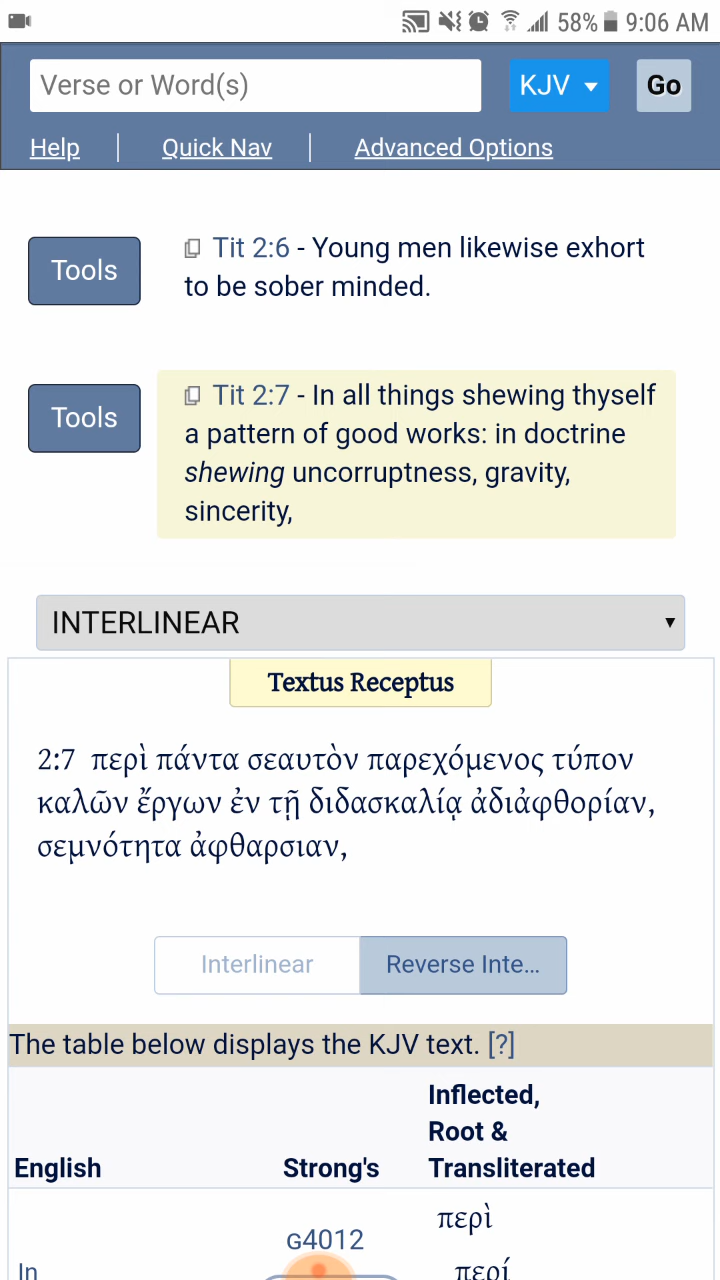 58% 9:06 AM
Verse or Word(s) KJV Go
Help | Quick Nav | Advanced Options
Tools
Tit 2:6 - Young men likewise exhort
to be sober minded.
Tools
Tit 2:7 - In all things shewing thyself
a pattern of good works: in doctrine
shewing uncorruptness, gravity,
sincerity,
INTERLINEAR
Textus Receptus
2:7 περὶ πάντα σεαυτὸν παρεχόμενος τύπον
καλῶν ἔργων ἐν τῇ διδασκαλίᾳ ἀδιἀφθορίαν,
σεμνότητα ἀφθαρσιαν,
Interlinear Reverse Inte...
The table below displays the KJV text. [?]
English Strong's Inflected,
Root &
Transliterated
In G4012 περὶ
περί